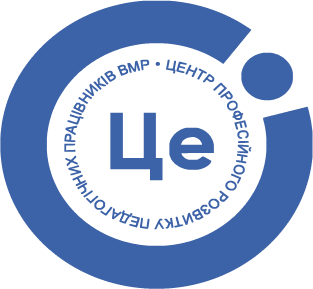 ЦЕНТР ПРОФЕСІЙНОГО РОЗВИТКУ ПЕДАГОГІЧНИХ ПРАЦІВНИКІВ ВМР •
Це